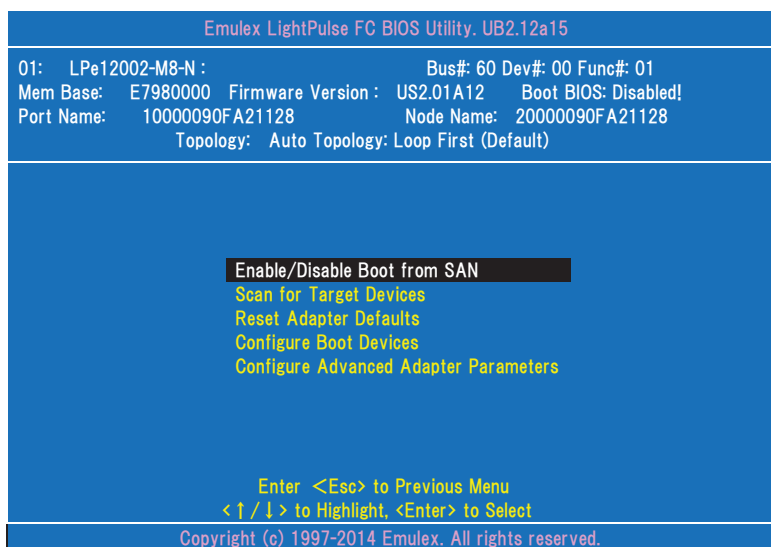 Emulex LightPulse FC BIOS Utility. UB2.12a15
01: LPe12002-M8-N : Bus#: 60 Dev#: 00 Func#: 01
Mem Base: E7980000 Firmware Version : US2.01A12 Boot BIOS: Disabled!
Port Name: 10000090FA21128 Node Name: 20000090FA21128
Topology: Auto Topology: Loop First (Default)
Enable/Disable Boot from SAN
Scan for Target Devices
Reset Adapter Defaults
Configure Boot Devices
Configure Advanced Adapter Parameters
Enter <Esc> to Previous Menu
<↑/↓> to Highlight, <Enter> to Select
Copyright (c) 1997-2014 Emulex. All rights reserved.